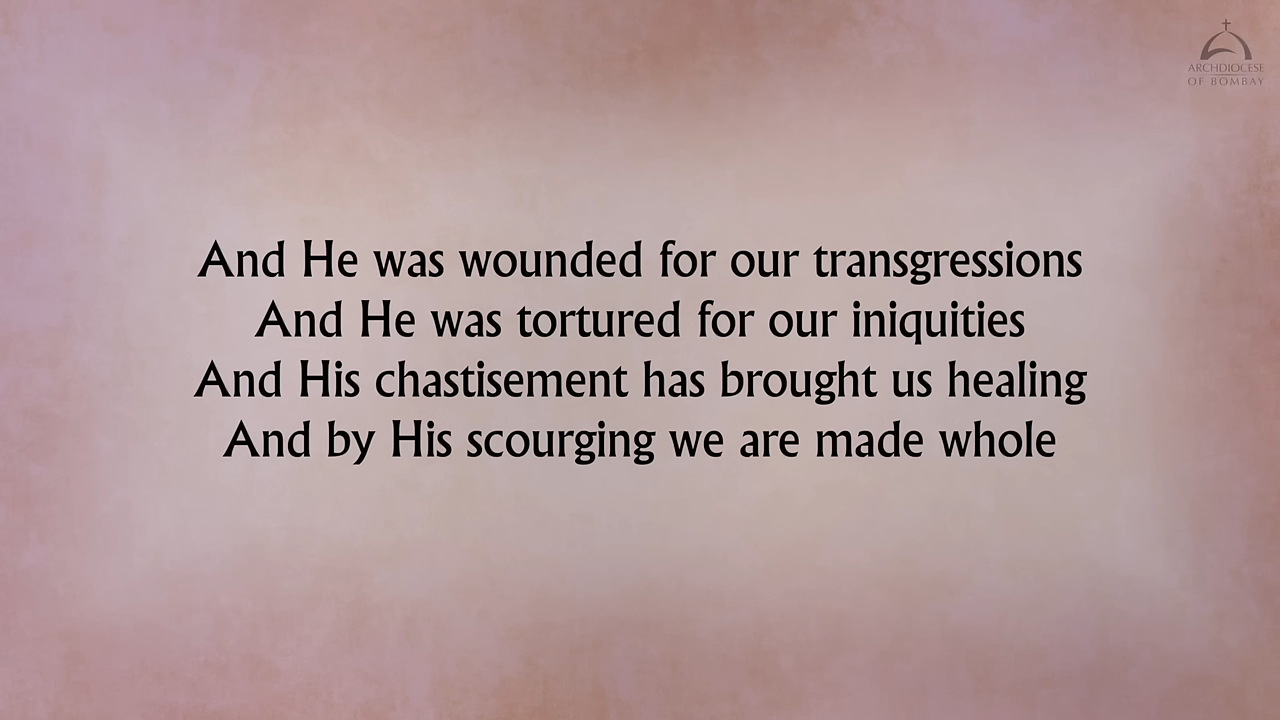 ARCHDIOCESE
OF BOMBAY
And He was wounded for our transgressions
And He was tortured for our iniquities
And His chastisement has brought us healing
And by His scourging we are made whole